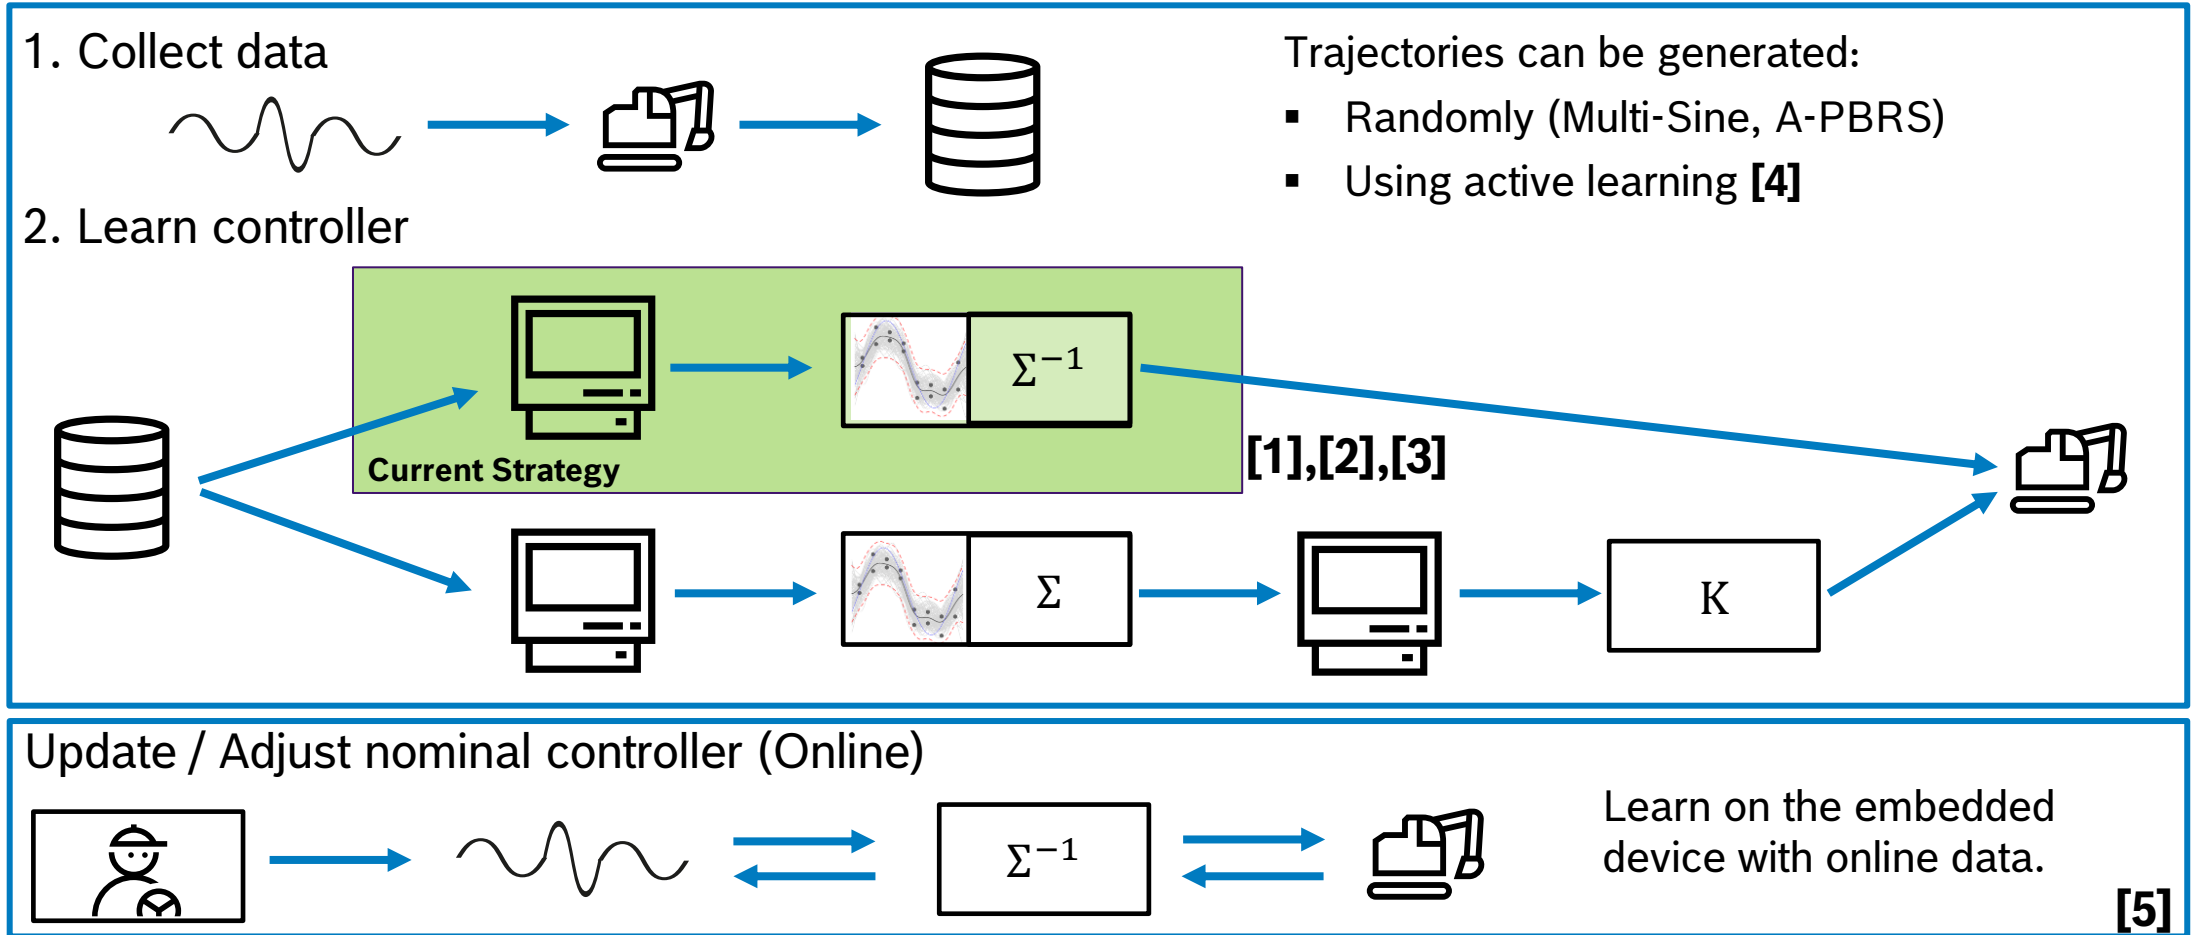 1. Collect data
Trajectories can be generated:
▪ Randomly (Multi-Sine, A-PBRS)
▪ Using active learning [4]
2. Learn controller
Σ⁻¹
Current Strategy
[1],[2],[3]
Σ
K
Update / Adjust nominal controller (Online)
Σ⁻¹
Learn on the embedded
device with online data.
[5]